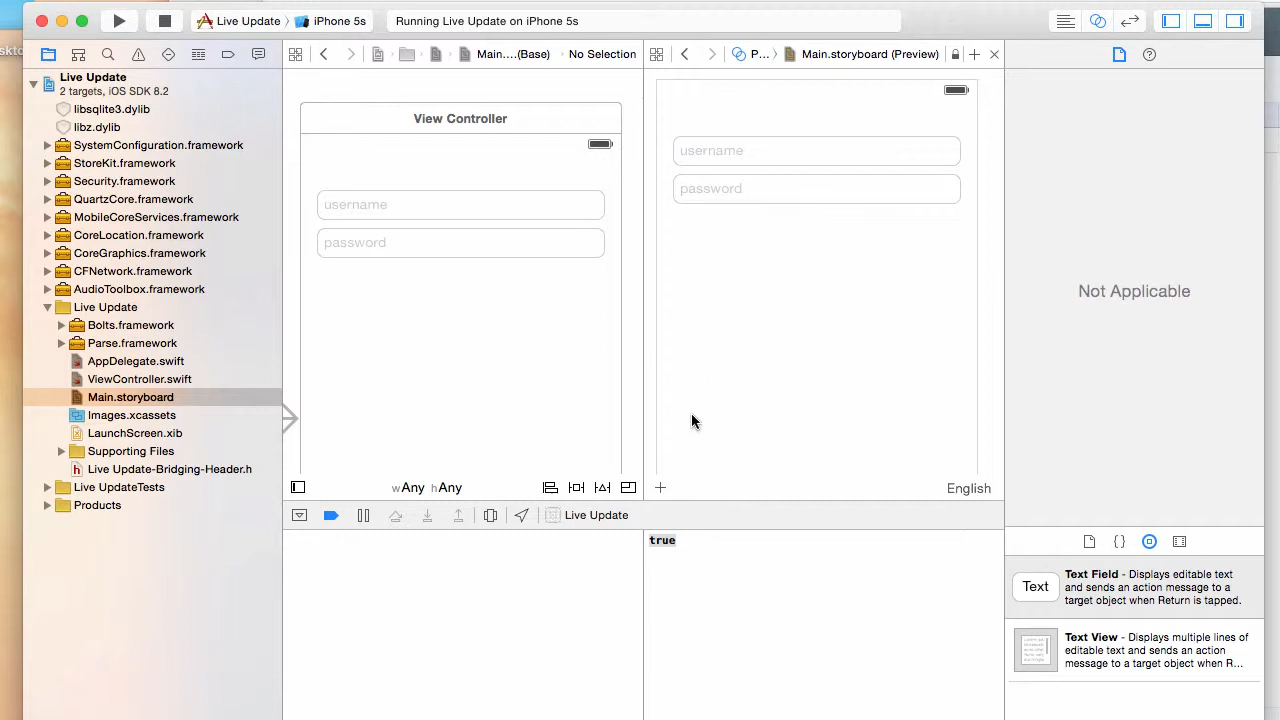 Live Update
iPhone 5s
Running Live Update on iPhone 5s
Main....(Base)
No Selection
P...
Main.storyboard (Preview)
Live Update
2 targets, iOS SDK 8.2
libsqlite3.dylib
libz.dylib
SystemConfiguration.framework
StoreKit.framework
Security.framework
QuartzCore.framework
MobileCoreServices.framework
CoreLocation.framework
CoreGraphics.framework
CFNetwork.framework
AudioToolbox.framework
Live Update
Bolts.framework
Parse.framework
AppDelegate.swift
ViewController.swift
Main.storyboard
Images.xcassets
LaunchScreen.xib
Supporting Files
Live Update-Bridging-Header.h
Live UpdateTests
Products
View Controller
username
password
wAny hAny
username
password
English
Live Update
true
Not Applicable
Text
Text Field - Displays editable text
and sends an action message to a
target object when Return is tapped.
Text View - Displays multiple lines of
editable text and sends an action
message to a target object when R...